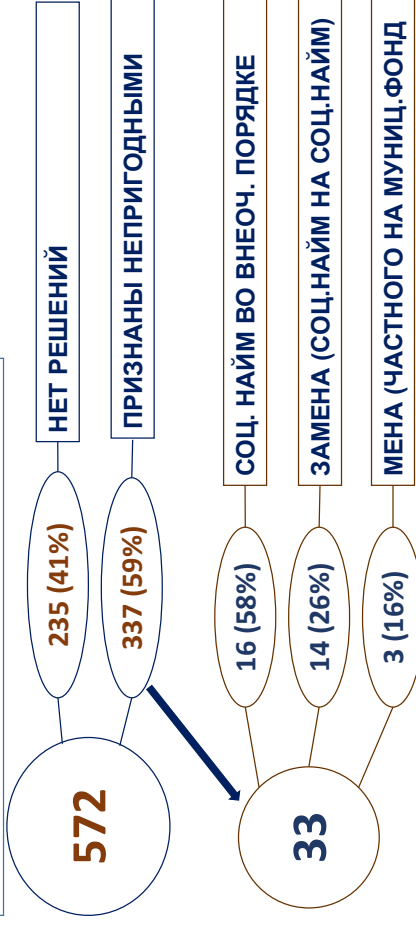 572
235 (41%)
НЕТ РЕШЕНИЙ
337 (59%)
ПРИЗНАНЫ НЕПРИГОДНЫМИ
33
16 (58%)
СОЦ. НАЙМ ВО ВНЕОЧ. ПОРЯДКЕ
14 (26%)
ЗАМЕНА (СОЦ.НАЙМ НА СОЦ.НАЙМ)
3 (16%)
МЕНА (ЧАСТНОГО НА МУНИЦ.ФОНД